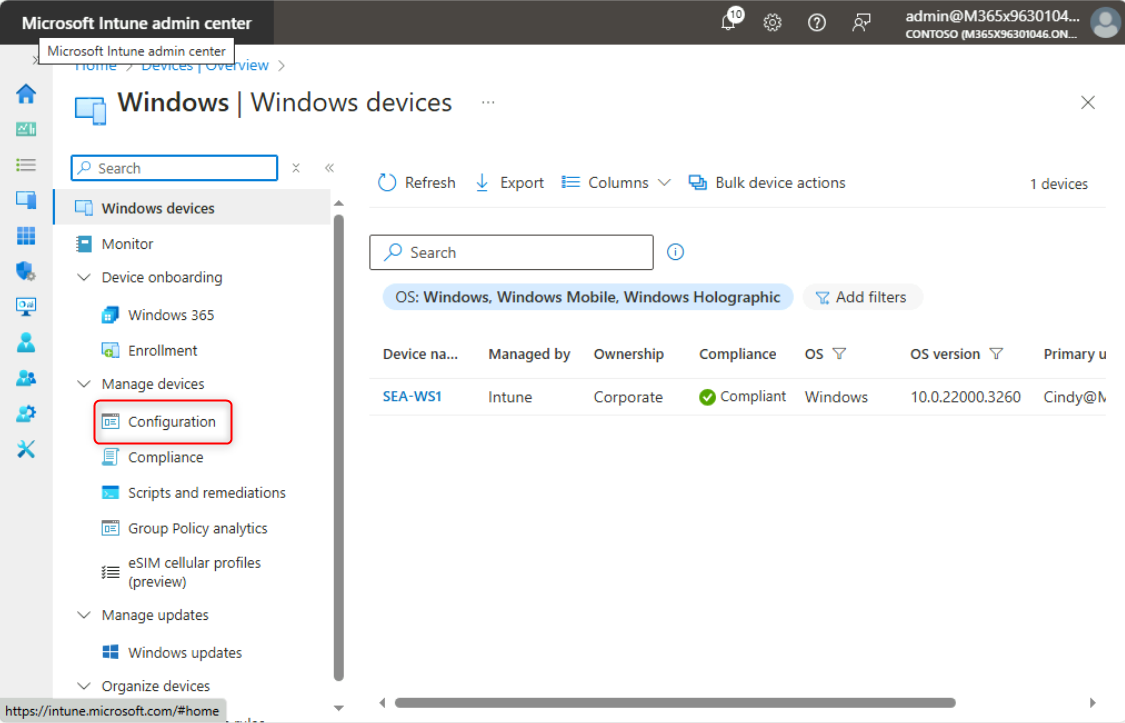 Microsoft Intune admin center
10
admin@M365x9630104...
CONTOSO (M365X96301046.ON...
Microsoft Intune admin center
Home > Devices | Overview >
Windows | Windows devices ...
Search
Windows devices
Monitor
Device onboarding
Windows 365
Enrollment
Manage devices
Configuration
Compliance
Scripts and remediations
Group Policy analytics
eSIM cellular profiles
(preview)
Manage updates
Windows updates
Organize devices
https://intune.microsoft.com/#home
Refresh Export Columns Bulk device actions 1 devices
Search
OS: Windows, Windows Mobile, Windows Holographic Add filters
Device na... Managed by Ownership Compliance OS OS version Primary u
SEA-WS1 Intune Corporate Compliant Windows 10.0.22000.3260 Cindy@M